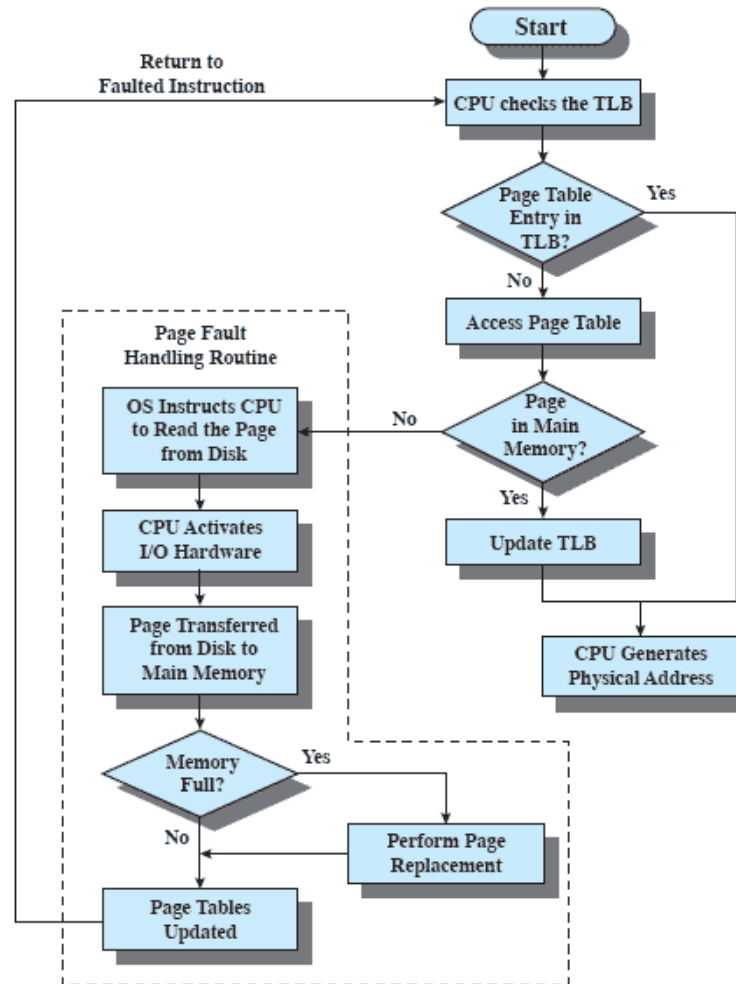 Start
Return to
Faulted Instruction
CPU checks the TLB
Page Table
Entry in
TLB?
Yes
No
Access Page Table
Page Fault
Handling Routine
OS Instructs CPU
to Read the Page
from Disk
No
Page
in Main
Memory?
Yes
CPU Activates
I/O Hardware
Update TLB
Page Transferred
from Disk to
Main Memory
CPU Generates
Physical Address
Memory
Full?
Yes
No
Perform Page
Replacement
Page Tables
Updated